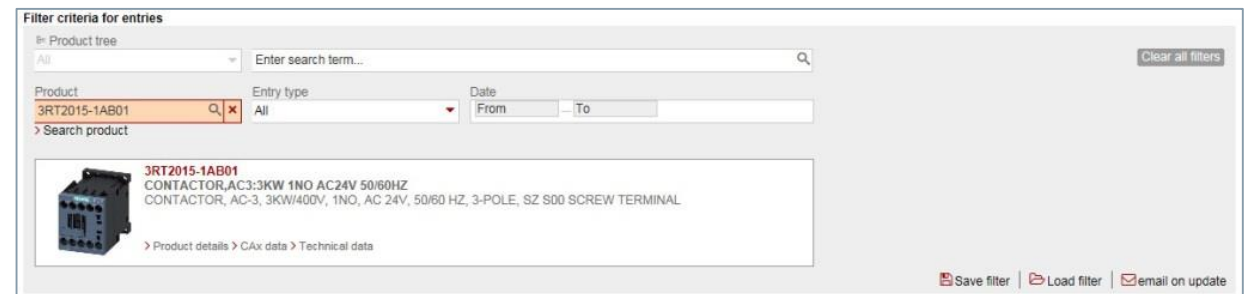 Filter criteria for entries
Product tree
All
Enter search term...
Clear all filters
Product
Entry type
Date
3RT2015-1AB01
All
From – To
> Search product
3RT2015-1AB01
CONTACTOR,AC3:3KW 1NO AC24V 50/60HZ
CONTACTOR, AC-3, 3KW/400V, 1NO, AC 24V, 50/60 HZ, 3-POLE, SZ S00 SCREW TERMINAL
> Product details > CAx data > Technical data
Save filter | Load filter | email on update